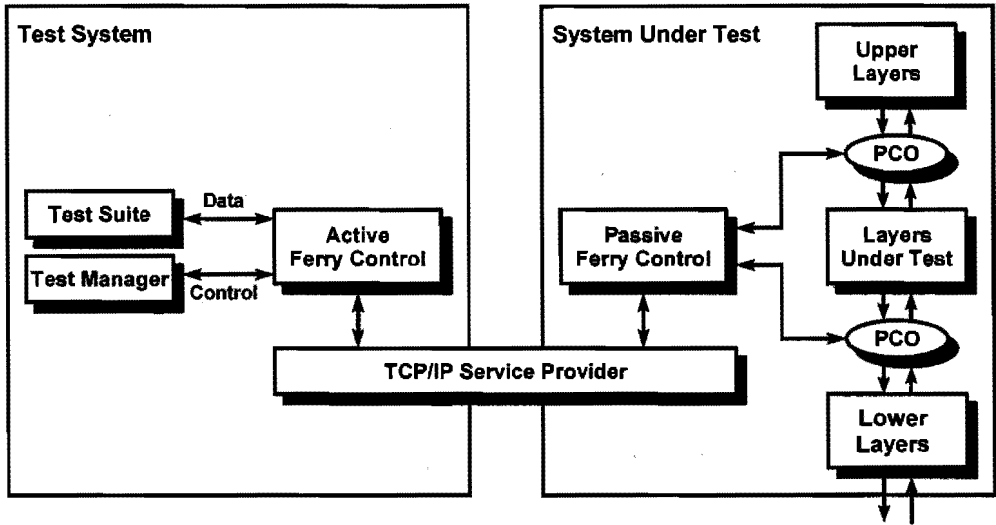 Test System
Test Suite
Test Manager
Data
Control
Active
Ferry Control
TCP/IP Service Provider
System Under Test
Passive
Ferry Control
Upper
Layers
PCO
Layers
Under Test
PCO
Lower
Layers